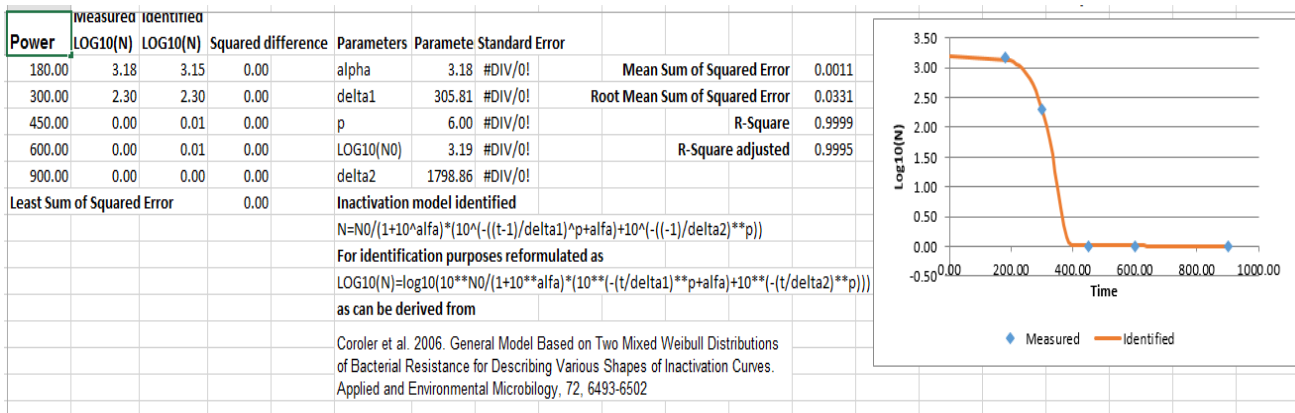 Measured Identified
Power LOG10(N) LOG10(N) Squared difference Parameters Paramete Standard Error
180.00 3.18 3.15 0.00 alpha 3.18 #DIV/0! Mean Sum of Squared Error 0.0011
300.00 2.30 2.30 0.00 delta1 305.81 #DIV/0! Root Mean Sum of Squared Error 0.0331
450.00 0.00 0.01 0.00 p 6.00 #DIV/0! R-Square 0.9999
600.00 0.00 0.01 0.00 LOG10(N0) 3.19 #DIV/0! R-Square adjusted 0.9995
900.00 0.00 0.00 0.00 delta2 1798.86 #DIV/0!
Least Sum of Squared Error 0.00 Inactivation model identified
N=N0/(1+10^alfa)*(10^(-((t-1)/delta1)^p+alfa)+10^(-((-1)/delta2)**p))
For identification purposes reformulated as
LOG10(N)=log10(10**N0/(1+10**alfa)*(10**(-(t/delta1)**p+alfa)+10**(-(t/delta2)**p)))
as can be derived from
Coroler et al. 2006. General Model Based on Two Mixed Weibull Distributions
of Bacterial Resistance for Describing Various Shapes of Inactivation Curves.
Applied and Environmental Microbilogy, 72, 6493-6502
3.50
3.00
2.50
2.00
1.50
1.00
0.50
0.00
-0.50
0.00 200.00 400.00 600.00 800.00 1000.00
Log10(N)
Time
Measured Identified